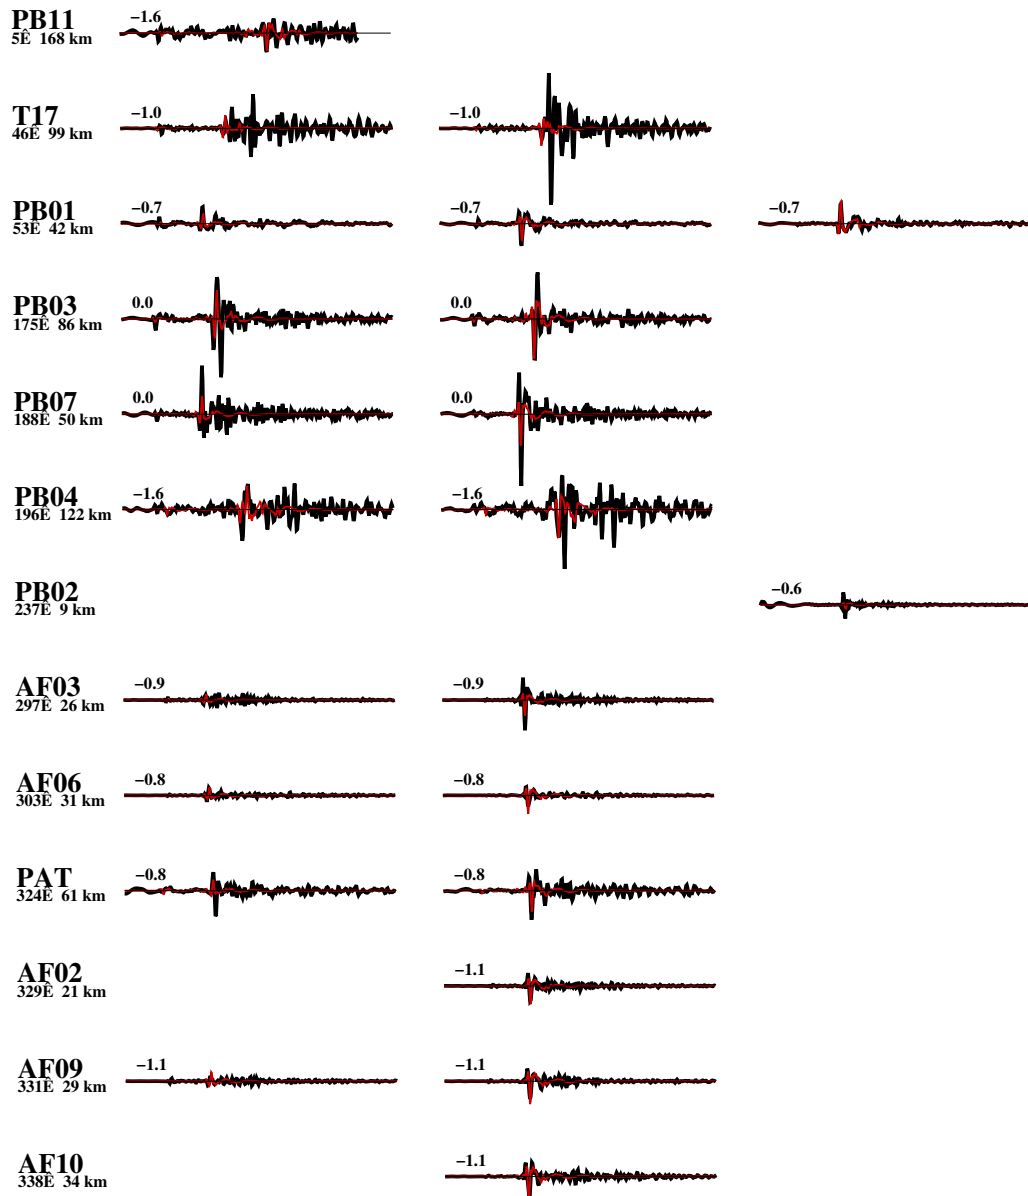 PB11 −1.6
5Ê 168 km
T17 −1.0 −1.0
46Ê 99 km
PB01 −0.7 −0.7 −0.7
53Ê 42 km
PB03 0.0 0.0
175Ê 86 km
PB07 0.0 0.0
188Ê 50 km
PB04 −1.6 −1.6
196Ê 122 km
PB02 −0.6
237Ê 9 km
AF03 −0.9 −0.9
297Ê 26 km
AF06 −0.8 −0.8
303Ê 31 km
PAT −0.8 −0.8
324Ê 61 km
AF02 −1.1
329Ê 21 km
AF09 −1.1 −1.1
331Ê 29 km
AF10 −1.1
338Ê 34 km